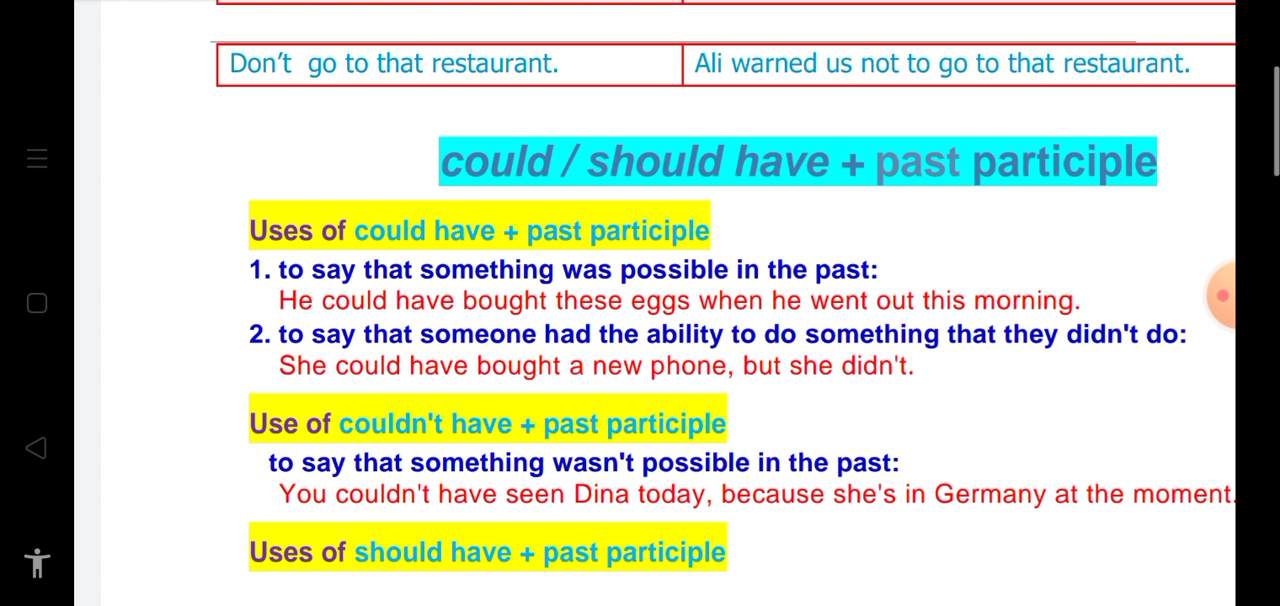 Don't go to that restaurant.
Ali warned us not to go to that restaurant.
could / should have + past participle
Uses of could have + past participle
1. to say that something was possible in the past:
He could have bought these eggs when he went out this morning.
2. to say that someone had the ability to do something that they didn't do:
She could have bought a new phone, but she didn't.
Use of couldn't have + past participle
to say that something wasn't possible in the past:
You couldn't have seen Dina today, because she's in Germany at the moment.
Uses of should have + past participle